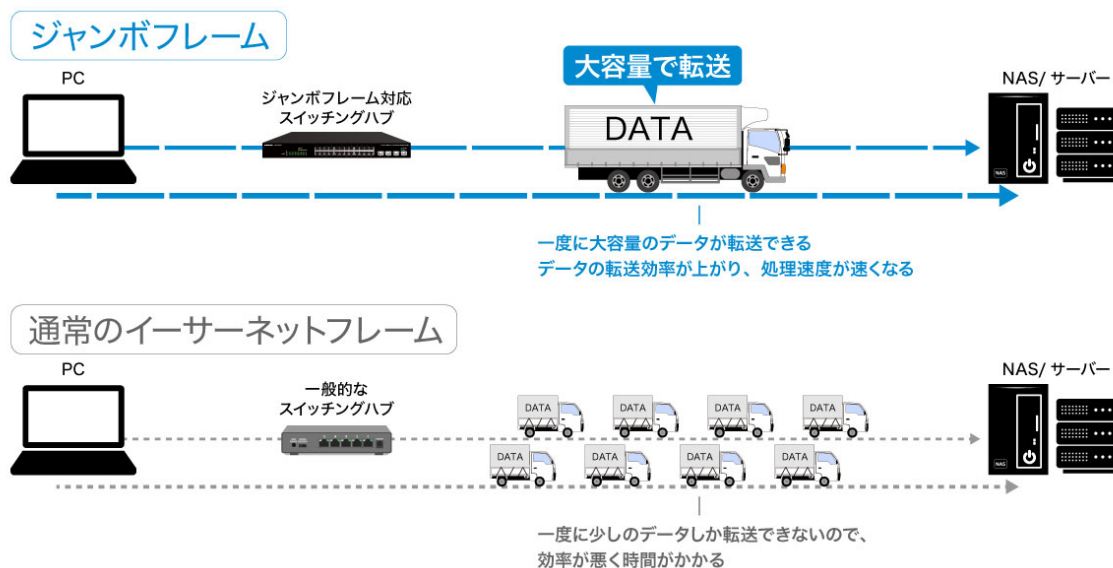 ジャンボフレーム
PC
ジャンボフレーム対応
スイッチングハブ
大容量で転送
DATA
NAS/ サーバー
NAS
一度に大容量のデータが転送できる
データの転送効率が上がり、処理速度が速くなる
通常のイーサーネットフレーム
PC
一般的な
スイッチングハブ
DATA
DATA
DATA
DATA
DATA
DATA
DATA
DATA
NAS/ サーバー
NAS
一度に少しのデータしか転送できないので、
効率が悪く時間がかかる